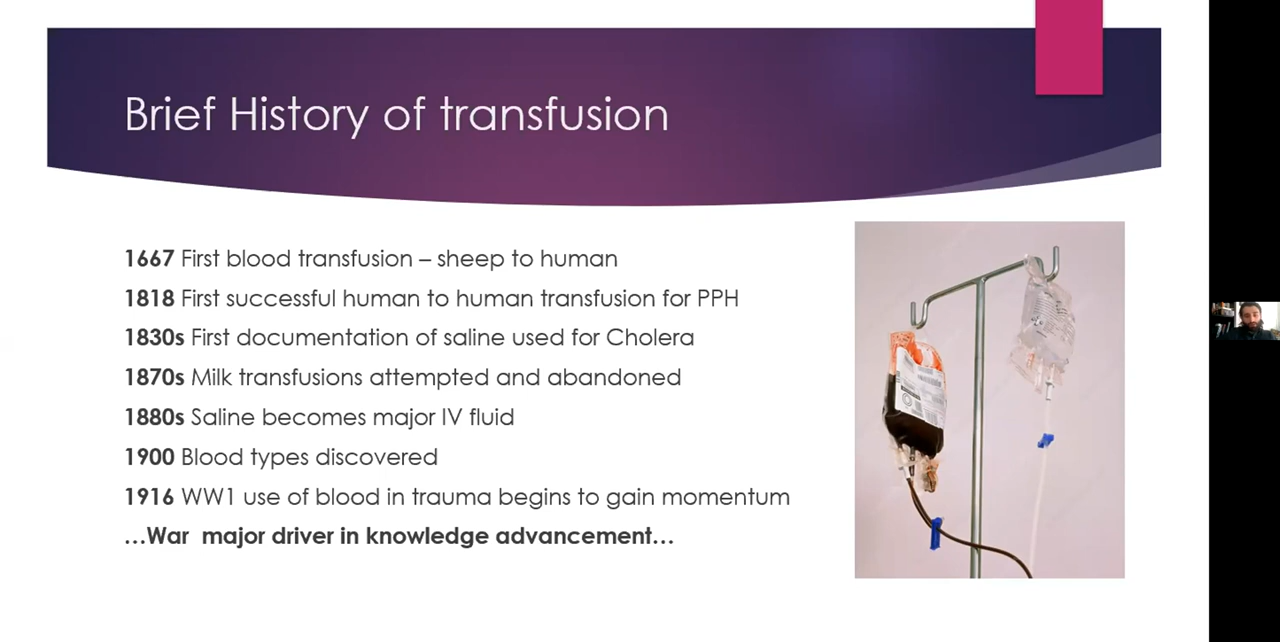 Brief History of transfusion
1667 First blood transfusion – sheep to human
1818 First successful human to human transfusion for PPH
1830s First documentation of saline used for Cholera
1870s Milk transfusions attempted and abandoned
1880s Saline becomes major IV fluid
1900 Blood types discovered
1916 WW1 use of blood in trauma begins to gain momentum
…War  major driver in knowledge advancement…